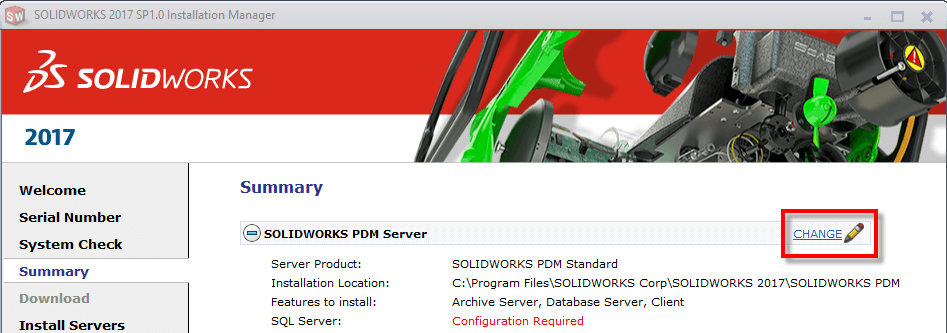 SOLIDWORKS 2017 SP1.0 Installation Manager
SOLIDWORKS
2017
Welcome
Serial Number
System Check
Summary
Download
Install Servers
Summary
SOLIDWORKS PDM Server
CHANGE
Server Product: SOLIDWORKS PDM Standard
Installation Location: C:\Program Files\SOLIDWORKS Corp\SOLIDWORKS 2017\SOLIDWORKS PDM
Features to install: Archive Server, Database Server, Client
SQL Server: Configuration Required